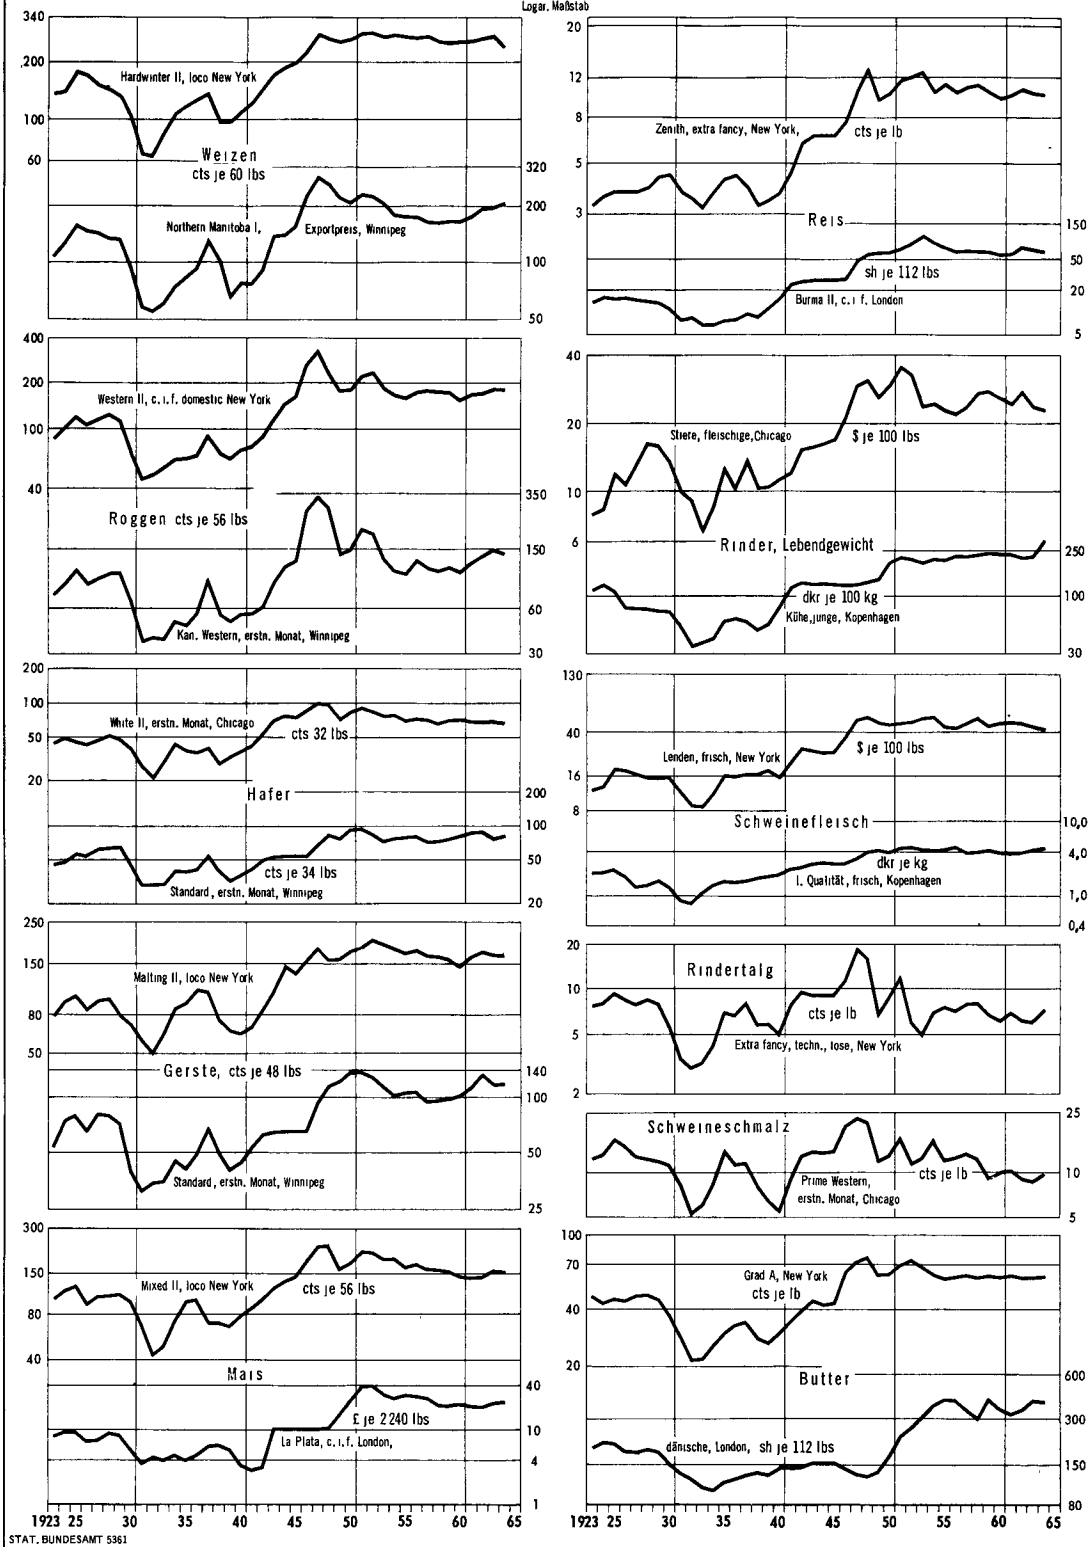 Logar. Maßstab
340
200
100
60
Hardwinter II, loco New York
Weizen
cts je 60 lbs
320
200
100
50
Northern Manitoba I,
Exportpreis, Winnipeg
400
200
100
40
Western II, c.i.f. domestic New York
Roggen cts je 56 lbs
350
150
60
30
Kan. Western, erstn. Monat, Winnipeg
200
100
50
20
White II, erstn. Monat, Chicago
cts 32 lbs
Hafer
200
100
50
20
cts je 34 lbs
Standard, erstn. Monat, Winnipeg
250
150
80
50
Malting II, loco New York
Gerste, cts je 48 lbs
140
100
50
25
Standard, erstn. Monat, Winnipeg
300
150
80
40
Mixed II, loco New York
cts je 56 lbs
Mais
40
10
4
1
£ je 2240 lbs
La Plata, c.i.f. London,
1923 25 30 35 40 45 50 55 60 65
STAT. BUNDESAMT 5361
20
12
8
5
3
Zenith, extra fancy, New York,
cts je lb
Reis
150
50
20
5
sh je 112 lbs
Burma II, c.i.f. London
40
20
10
6
Stiere, fleischige, Chicago
$ je 100 lbs
Rinder, Lebendgewicht
250
100
30
dkr je 100 kg
Kühe, junge, Kopenhagen
130
40
16
8
Lenden, frisch, New York
$ je 100 lbs
Schweinefleisch
10,0
4,0
1,0
0,4
dkr je kg
I. Qualität, frisch, Kopenhagen
20
10
5
2
Rindertalg
cts je lb
Extra fancy, techn., lose, New York
Schweineschmalz
25
10
5
cts je lb
Prime Western,
erstn. Monat, Chicago
100
70
40
20
Grad A, New York
cts je lb
Butter
600
300
150
80
dänische, London, sh je 112 lbs
1923 25 30 35 40 45 50 55 60 65